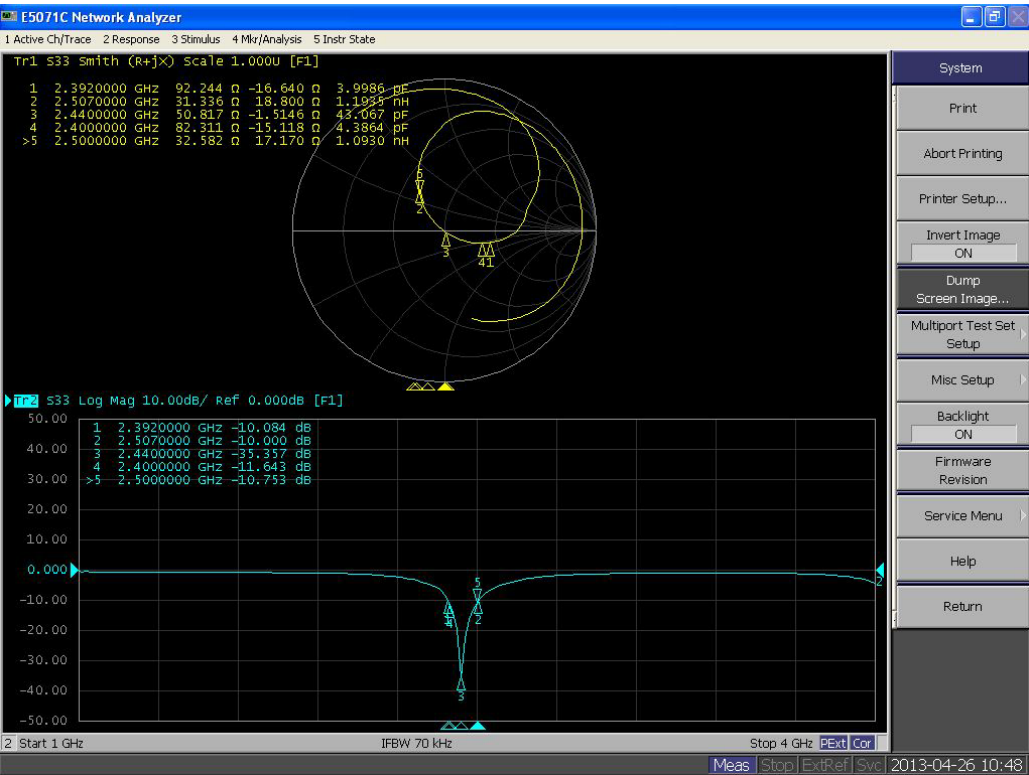 E5071C Network Analyzer
1 Active Ch/Trace 2 Response 3 Stimulus 4 Mkr/Analysis 5 Instr State
Tr1 S33 Smith (R+jX) Scale 1.000U [F1]
1 2.3920000 GHz 92.244 Ω -16.640 Ω 3.9986 pF
2 2.5070000 GHz 31.336 Ω 18.800 Ω 1.1935 nH
3 2.4400000 GHz 50.817 Ω -1.5146 Ω 43.067 pF
4 2.4000000 GHz 82.311 Ω -15.118 Ω 4.3864 pF
>5 2.5000000 GHz 32.582 Ω 17.170 Ω 1.0930 nH
5
2
3
41
Tr2 S33 Log Mag 10.00dB/ Ref 0.000dB [F1]
50.00
1 2.3920000 GHz -10.084 dB
2 2.5070000 GHz -10.000 dB
40.00
3 2.4400000 GHz -35.357 dB
4 2.4000000 GHz -11.643 dB
30.00
>5 2.5000000 GHz -10.753 dB
20.00
10.00
0.000
2
5
-10.00
4
2
-20.00
-30.00
-40.00
3
-50.00
2 Start 1 GHz
IFBW 70 kHz
Stop 4 GHz PExt Cor
Meas Stop ExtRef Svc 2013-04-26 10:48
System
Print
Abort Printing
Printer Setup...
Invert Image
ON
Dump
Screen Image...
Multiport Test Set
Setup
Misc Setup
Backlight
ON
Firmware
Revision
Service Menu
Help
Return